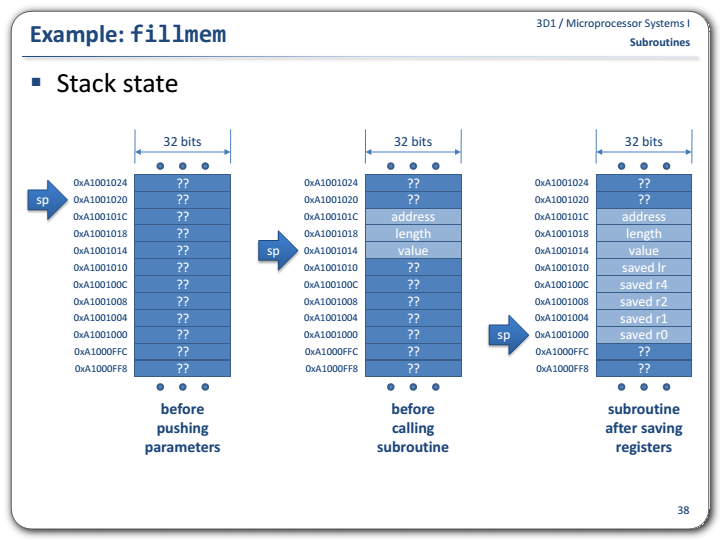 Example: fillmem
3D1 / Microprocessor Systems I
Subroutines
Stack state
32 bits
sp
0xA1001024 ??
0xA1001020 ??
0xA100101C ??
0xA1001018 ??
0xA1001014 ??
0xA1001010 ??
0xA100100C ??
0xA1001008 ??
0xA1001004 ??
0xA1001000 ??
0xA1000FFC ??
0xA1000FF8 ??
before
pushing
parameters
32 bits
sp
0xA1001024 ??
0xA1001020 ??
0xA100101C address
0xA1001018 length
0xA1001014 value
0xA1001010 ??
0xA100100C ??
0xA1001008 ??
0xA1001004 ??
0xA1001000 ??
0xA1000FFC ??
0xA1000FF8 ??
before
calling
subroutine
32 bits
sp
0xA1001024 ??
0xA1001020 ??
0xA100101C address
0xA1001018 length
0xA1001014 value
0xA1001010 saved lr
0xA100100C saved r4
0xA1001008 saved r2
0xA1001004 saved r1
0xA1001000 saved r0
0xA1000FFC ??
0xA1000FF8 ??
subroutine
after saving
registers
38